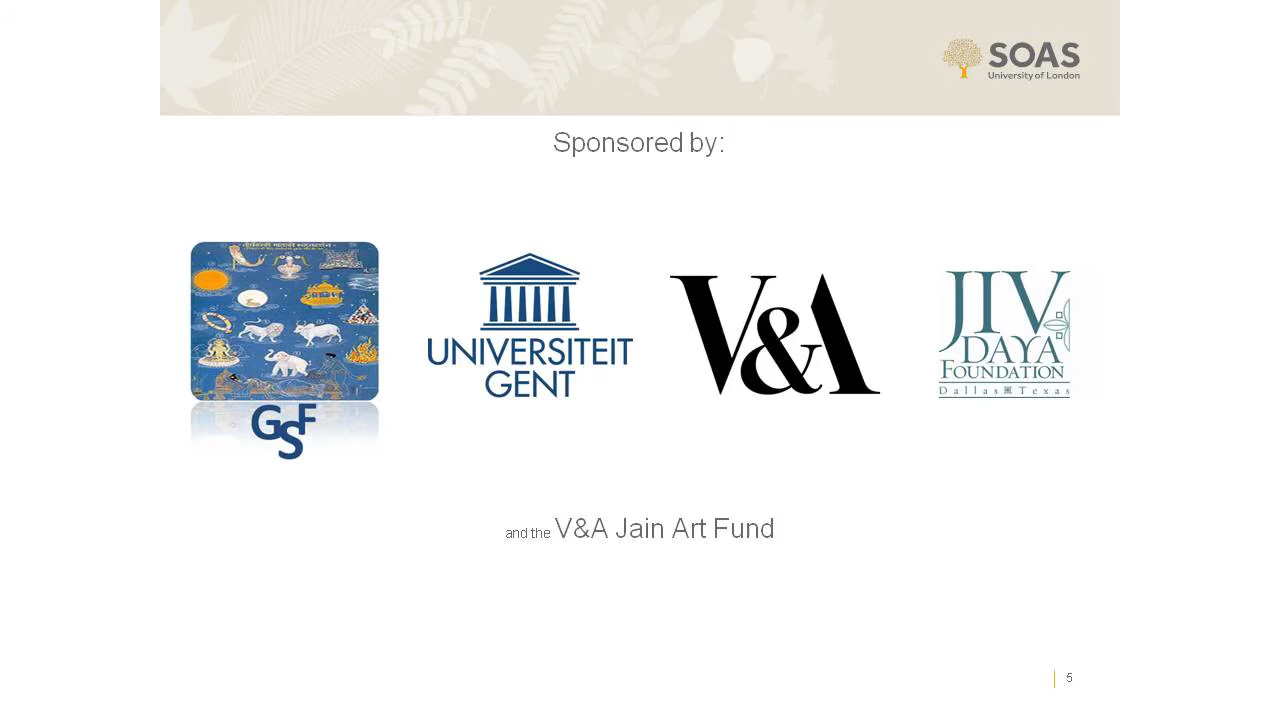 SOAS
University of London
Sponsored by:
GSF
UNIVERSITEIT
GENT
V&A
JIV
DAYA
FOUNDATION
Dallas Texas
and the V&A Jain Art Fund
5